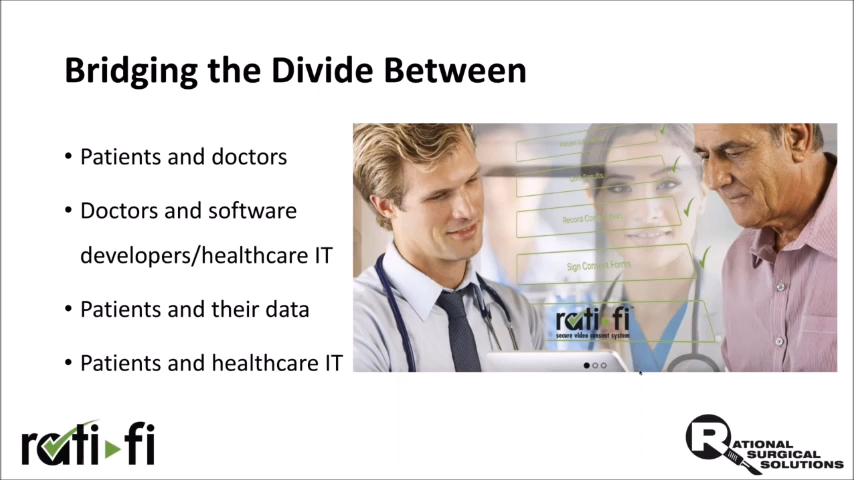 Bridging the Divide Between
• Patients and doctors
• Doctors and software
developers/healthcare IT
• Patients and their data
• Patients and healthcare IT
Sign Consent Forms
rati fi
secure video consent system
rati fi
RATIONAL
SURGICAL
SOLUTIONS